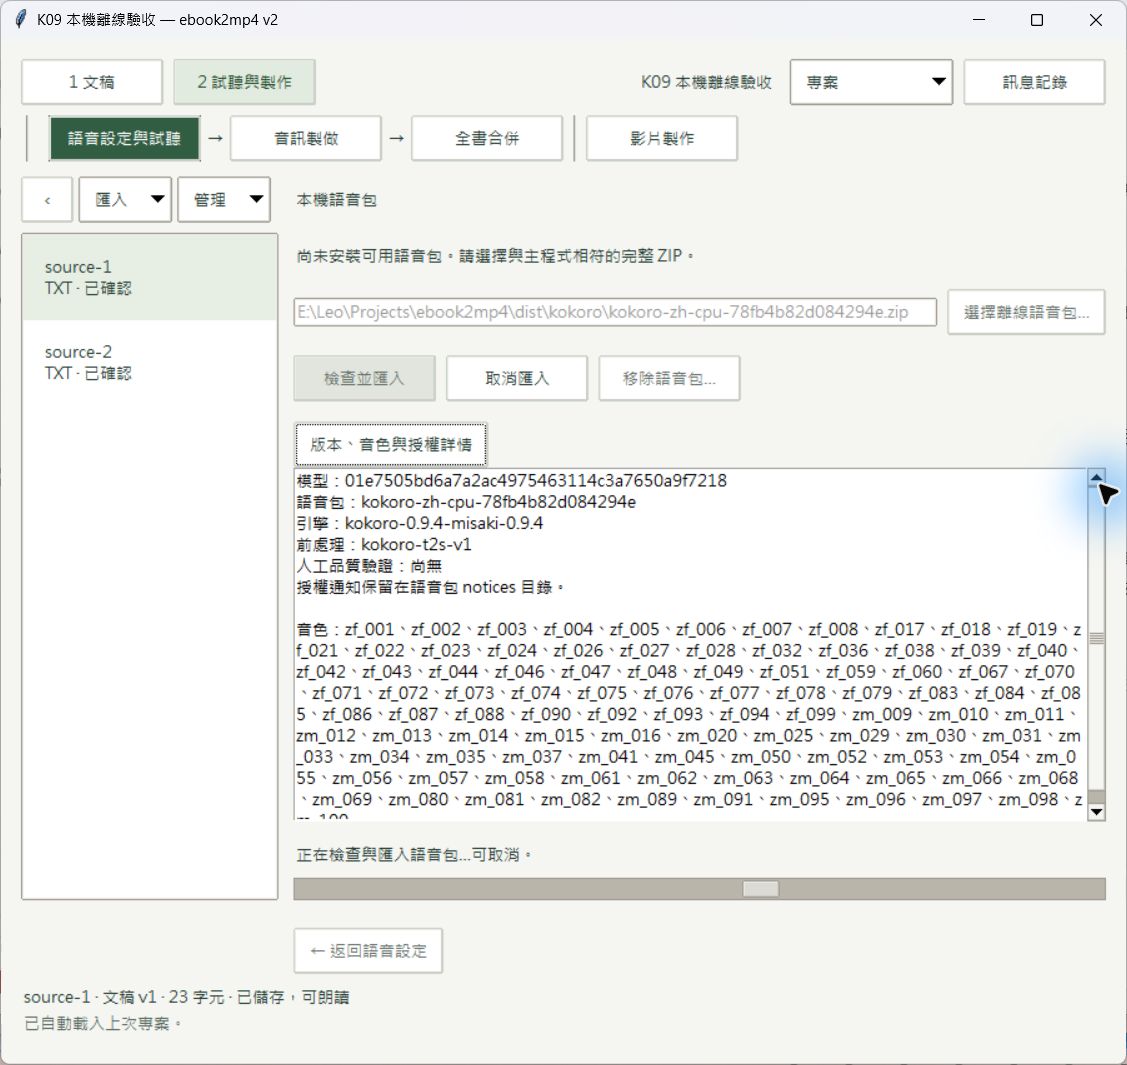 K09 本機離線驗收 — ebook2mp4 v2
1 文稿
2 試聽與製作
K09 本機離線驗收
專案
訊息記錄
語音設定與試聽
→
音訊製做
→
全書合併
影片製作
‹
匯入
管理
本機語音包
source-1
TXT · 已確認
source-2
TXT · 已確認
尚未安裝可用語音包。請選擇與主程式相符的完整 ZIP。
E:\Leo\Projects\ebook2mp4\dist\kokoro\kokoro-zh-cpu-78fb4b82d084294e.zip
選擇離線語音包...
檢查並匯入
取消匯入
移除語音包...
版本、音色與授權詳情
模型：01e7505bd6a7a2ac4975463114c3a7650a9f7218
語音包：kokoro-zh-cpu-78fb4b82d084294e
引擎：kokoro-0.9.4-misaki-0.9.4
前處理：kokoro-t2s-v1
人工品質驗證：尚無
授權通知保留在語音包 notices 目錄。
音色：zf_001、zf_002、zf_003、zf_004、zf_005、zf_006、zf_007、zf_008、zf_017、zf_018、zf_019、z
f_021、zf_022、zf_023、zf_024、zf_026、zf_027、zf_028、zf_032、zf_036、zf_038、zf_039、zf_040、
zf_042、zf_043、zf_044、zf_046、zf_047、zf_048、zf_049、zf_051、zf_059、zf_060、zf_067、zf_070
、zf_071、zf_072、zf_073、zf_074、zf_075、zf_076、zf_077、zf_078、zf_079、zf_083、zf_084、zf_08
5、zf_086、zf_087、zf_088、zf_090、zf_092、zf_093、zf_094、zf_099、zm_009、zm_010、zm_011、
zm_012、zm_013、zm_014、zm_015、zm_016、zm_020、zm_025、zm_029、zm_030、zm_031、zm
_033、zm_034、zm_035、zm_037、zm_041、zm_045、zm_050、zm_052、zm_053、zm_054、zm_0
55、zm_056、zm_057、zm_058、zm_061、zm_062、zm_063、zm_064、zm_065、zm_066、zm_068
、zm_069、zm_080、zm_081、zm_082、zm_089、zm_091、zm_095、zm_096、zm_097、zm_098、z
m_100
正在檢查與匯入語音包...可取消。
← 返回語音設定
source-1 · 文稿 v1 · 23 字元 · 已儲存，可朗讀
已自動載入上次專案。